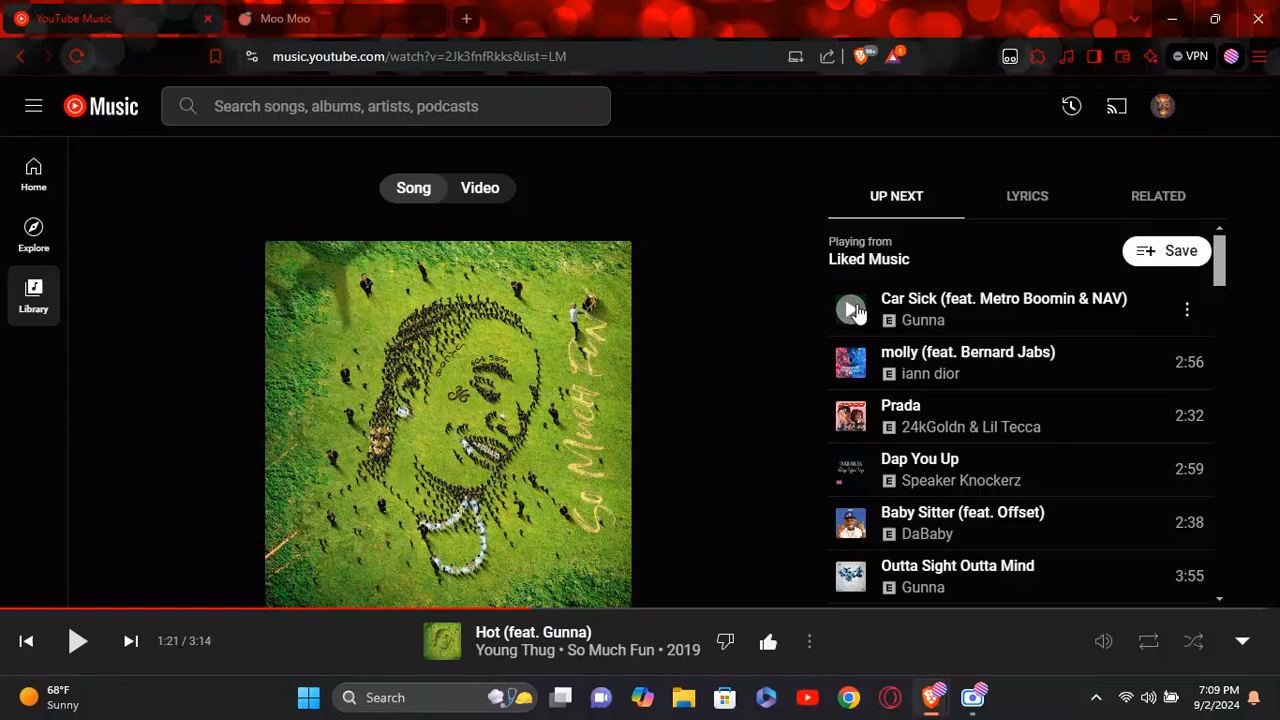 YouTube Music
Moo Moo
music.youtube.com/watch?v=2Jk3fnfRkks&list=LM
99+
1
VPN
Music
Search songs, albums, artists, podcasts
Home
Explore
Library
Song
Video
So Much Fun
UP NEXT
LYRICS
RELATED
Playing from
Liked Music
Save
Car Sick (feat. Metro Boomin & NAV)
E Gunna
molly (feat. Bernard Jabs)
E iann dior
2:56
Prada
E 24kGoldn & Lil Tecca
2:32
Dap You Up
E Speaker Knockerz
2:59
Baby Sitter (feat. Offset)
E DaBaby
2:38
Outta Sight Outta Mind
E Gunna
3:55
1:21 / 3:14
Hot (feat. Gunna)
Young Thug • So Much Fun • 2019
68°F
Sunny
Search
7:09 PM
9/2/2024